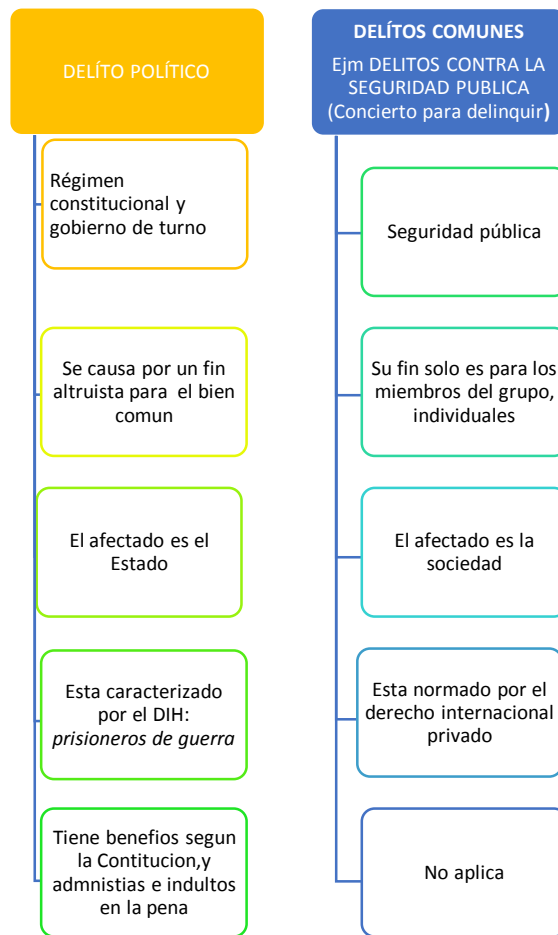 DELÍTO POLÍTICO
Régimen
constitucional y
gobierno de turno
Se causa por un fin
altruista para el bien
comun
El afectado es el
Estado
Esta caracterizado
por el DIH:
prisioneros de guerra
Tiene benefios segun
la Contitucion,y
admnistias e indultos
en la pena
DELÍTOS COMUNES
Ejm DELITOS CONTRA LA
SEGURIDAD PUBLICA
(Concierto para delinquir)
Seguridad pública
Su fin solo es para los
miembros del grupo,
individuales
El afectado es la
sociedad
Esta normado por el
derecho internacional
privado
No aplica